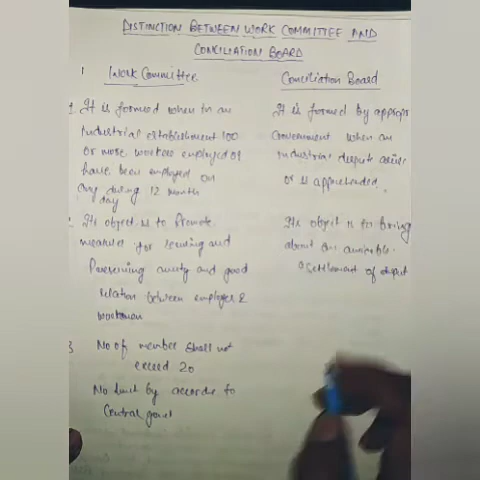 DISTINCTION BETWEEN WORK COMMITTEE AND
CONCILIATION BOARD
1 Work Committee
Conciliation Board
1. It is formed when in an
Industrial establishment 100
or more workers employed or
have been employed on
any during 12 month
day
It is formed by appropr
Government when an
industrial dispute arise
or is apprehended.
2. Its object is to Promote
measures for securing and
Preserving amity and good
relation between employer &
workmen
Its object is to bring
about an amicable
settlement of disput
3 No of member shall not
exceed 20
No limit by accorde to
Central govt